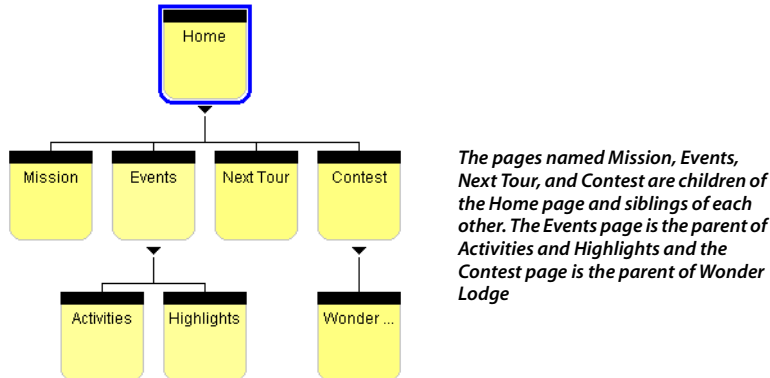 Home
Mission
Events
Next Tour
Contest
Activities
Highlights
Wonder ...
The pages named Mission, Events,
Next Tour, and Contest are children of
the Home page and siblings of each
other. The Events page is the parent of
Activities and Highlights and the
Contest page is the parent of Wonder
Lodge